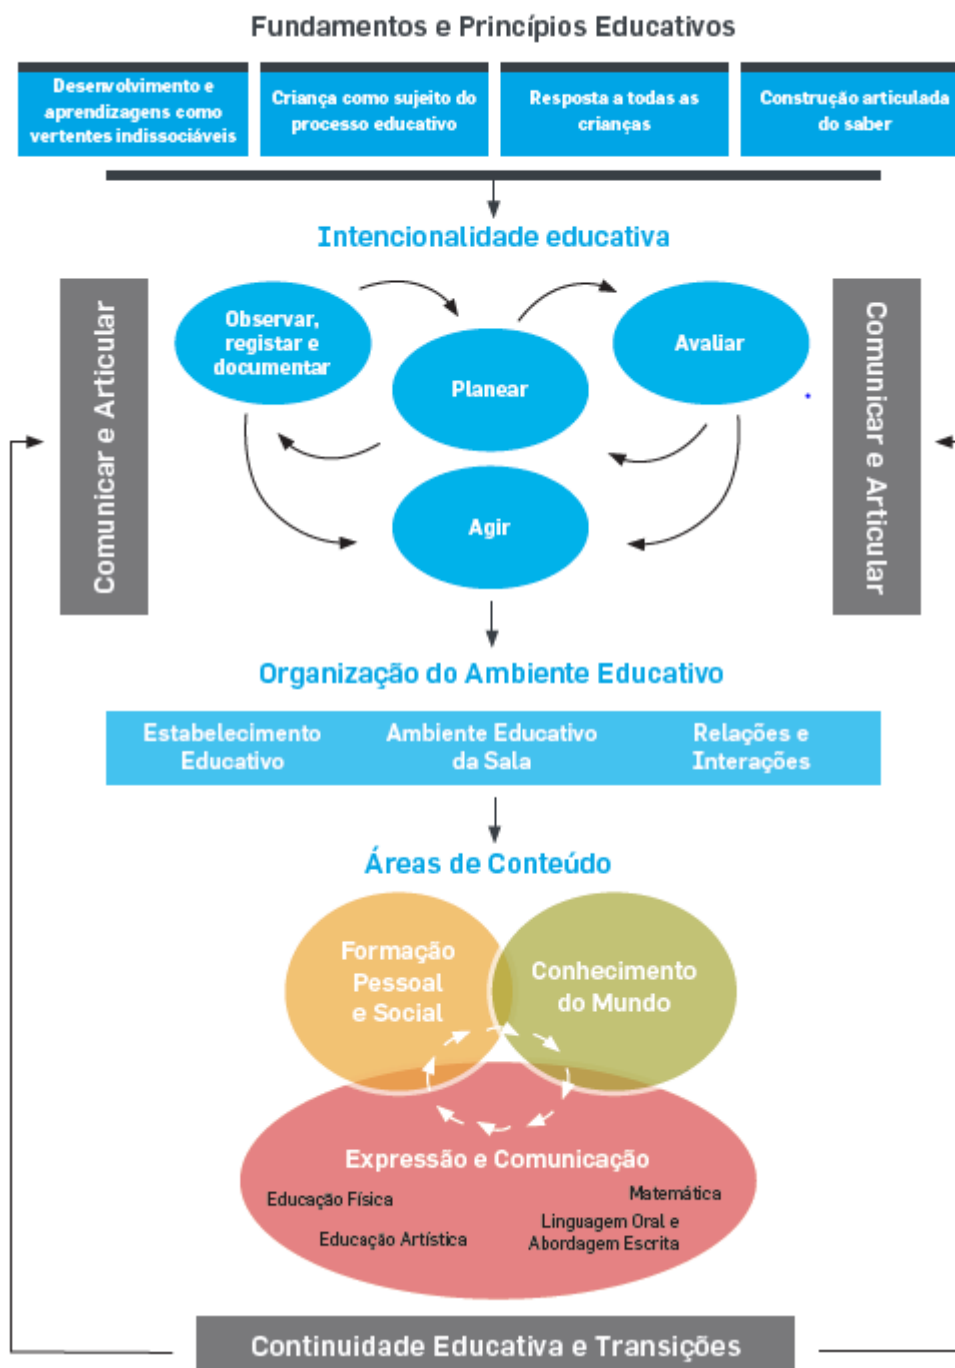 Fundamentos e Princípios Educativos
Desenvolvimento e
aprendizagens como
vertentes indissociáveis
Criança como sujeito do
processo educativo
Resposta a todas as
crianças
Construção articulada
do saber
Intencionalidade educativa
Comunicar e Articular
Observar,
registar e
documentar
Planear
Avaliar
Agir
Comunicar e Articular
Organização do Ambiente Educativo
Estabelecimento
Educativo
Ambiente Educativo
da Sala
Relações e
Interações
Áreas de Conteúdo
Formação
Pessoal
e Social
Conhecimento
do Mundo
Expressão e Comunicação
Educação Física
Educação Artística
Matemática
Linguagem Oral e
Abordagem Escrita
Continuidade Educativa e Transições